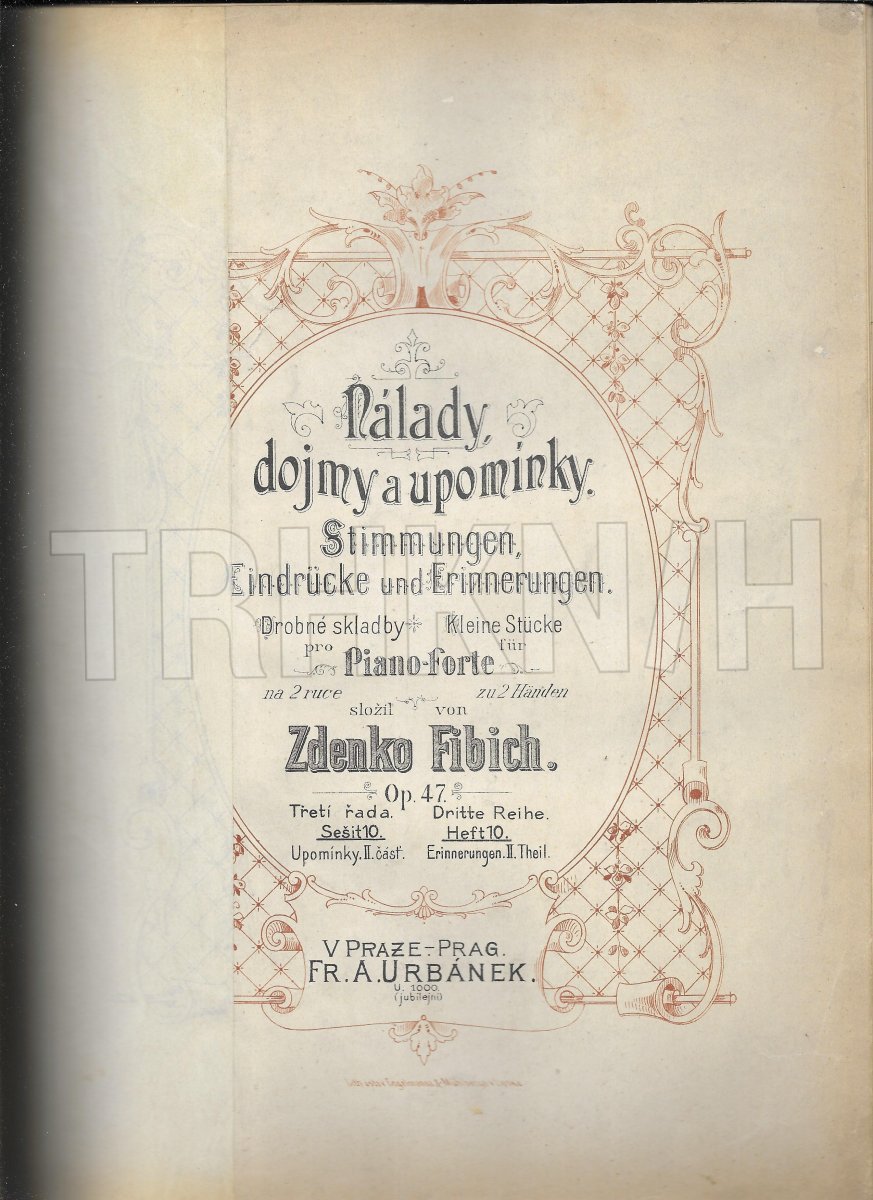 Nálady,
dojmy a upomínky.
Stimmungen,
Eindrücke und Erinnerungen.
Drobné skladby Kleine Stücke
pro für
Piano-forte
na 2 ruce zu 2 Händen
složil von
Zdenko Fibich.
Op. 47.
Třetí řada. Dritte Reihe.
Sešit 10. Heft 10.
Upomínky. II. část. Erinnerungen. II. Theil.
V PRAZE-PRAG.
FR. A. URBÁNEK.
U. 1000.
(jubilejní)
TRHKNIH